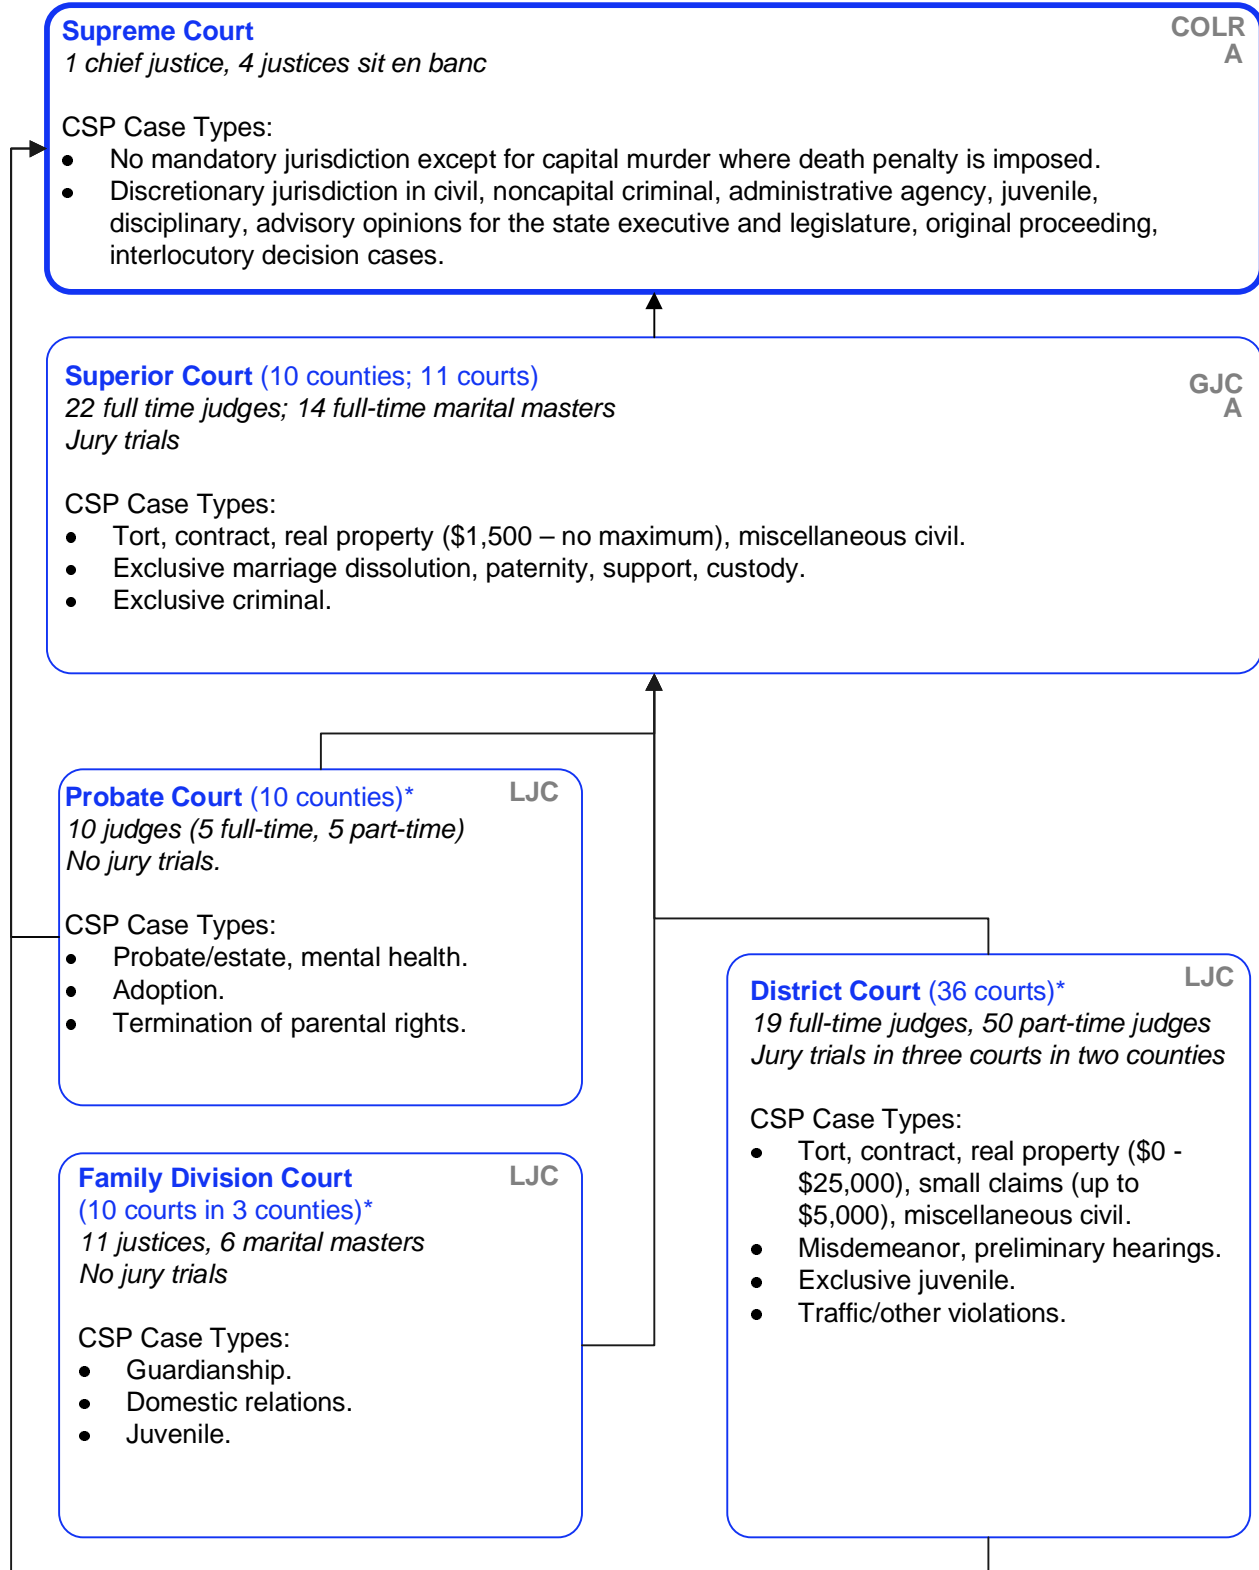 Supreme Court
COLR
A
1 chief justice, 4 justices sit en banc
CSP Case Types:
• No mandatory jurisdiction except for capital murder where death penalty is imposed.
• Discretionary jurisdiction in civil, noncapital criminal, administrative agency, juvenile,
disciplinary, advisory opinions for the state executive and legislature, original proceeding,
interlocutory decision cases.
Superior Court (10 counties; 11 courts)
GJC
A
22 full time judges; 14 full-time marital masters
Jury trials
CSP Case Types:
• Tort, contract, real property ($1,500 – no maximum), miscellaneous civil.
• Exclusive marriage dissolution, paternity, support, custody.
• Exclusive criminal.
Probate Court (10 counties)*
LJC
10 judges (5 full-time, 5 part-time)
No jury trials.
CSP Case Types:
• Probate/estate, mental health.
• Adoption.
• Termination of parental rights.
District Court (36 courts)*
LJC
19 full-time judges, 50 part-time judges
Jury trials in three courts in two counties
CSP Case Types:
• Tort, contract, real property ($0 -
$25,000), small claims (up to
$5,000), miscellaneous civil.
• Misdemeanor, preliminary hearings.
• Exclusive juvenile.
• Traffic/other violations.
Family Division Court
LJC
(10 courts in 3 counties)*
11 justices, 6 marital masters
No jury trials
CSP Case Types:
• Guardianship.
• Domestic relations.
• Juvenile.